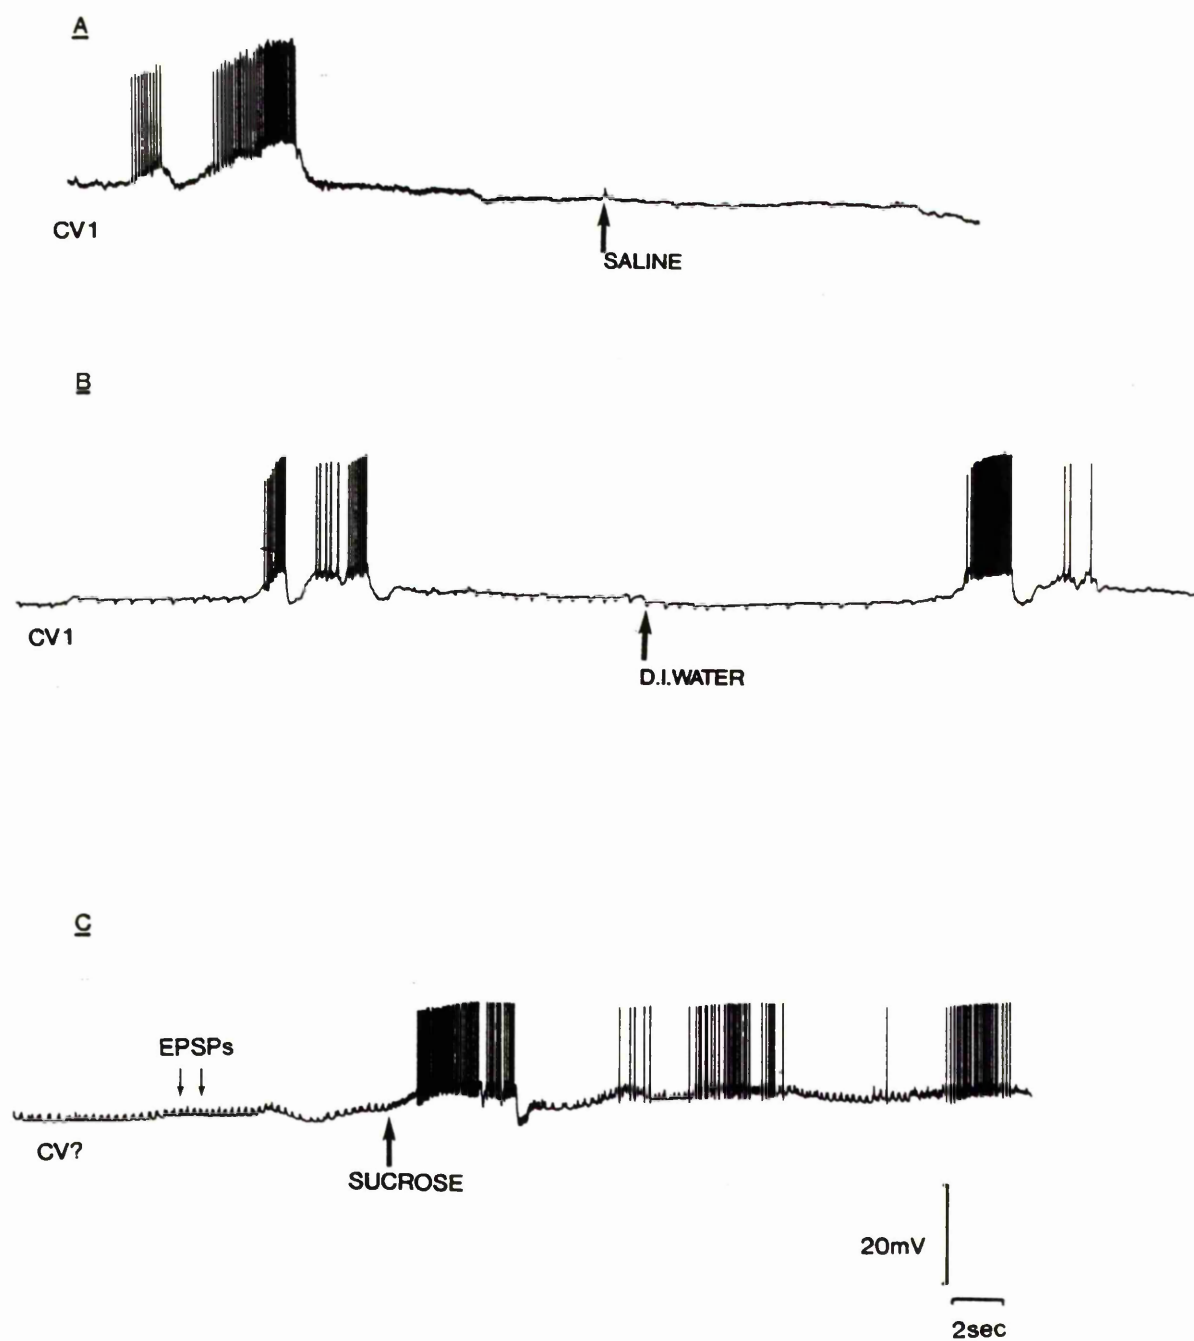 A
CV1
SALINE
B
CV1
D.I.WATER
C
EPSPs
CV?
SUCROSE
20mV
2sec